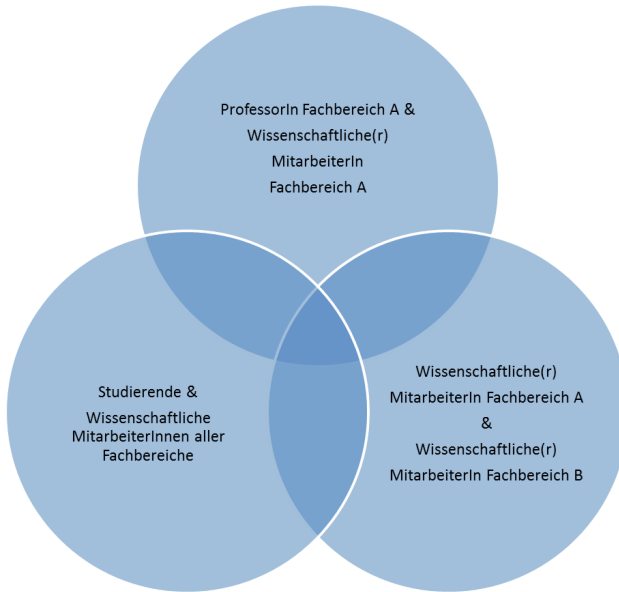 ProfessorIn Fachbereich A &
Wissenschaftliche(r)
MitarbeiterIn
Fachbereich A
Studierende &
Wissenschaftliche
MitarbeiterInnen aller
Fachbereiche
Wissenschaftliche(r)
MitarbeiterIn Fachbereich A
&
Wissenschaftliche(r)
MitarbeiterIn Fachbereich B